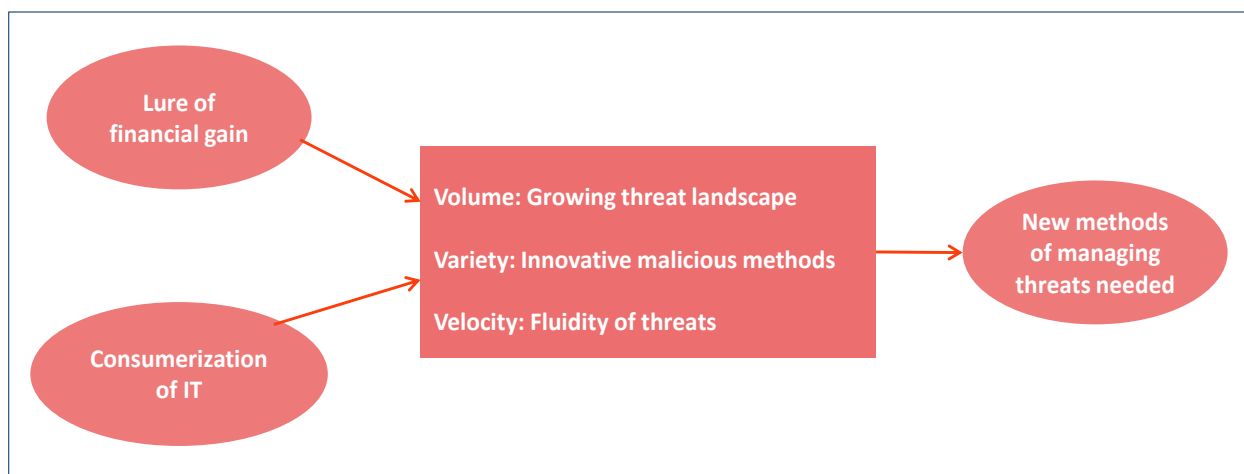 Lure of
financial gain
Volume: Growing threat landscape
Variety: Innovative malicious methods
Velocity: Fluidity of threats
New methods
of managing
threats needed
Consumerization
of IT